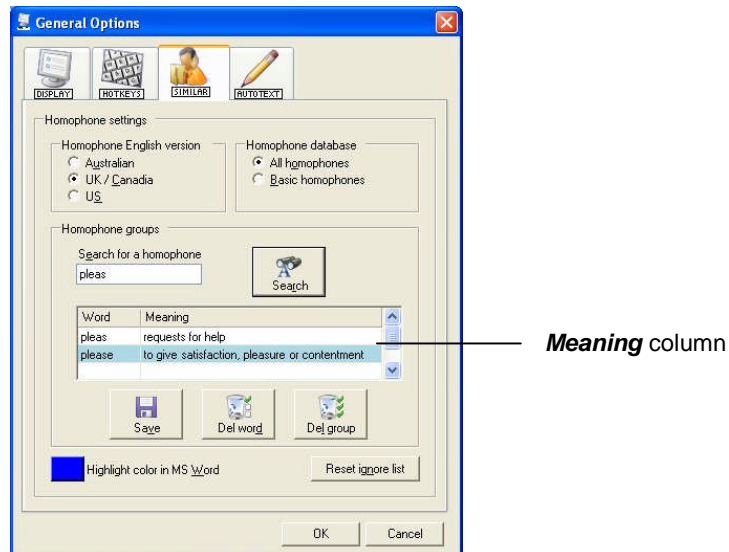 General Options
DISPLAY HOTKEYS SIMILAR AUTOTEXT
Homophone settings
Homophone English version Homophone database
Australian All homophones
UK / Canada Basic homophones
US
Homophone groups
Search for a homophone
pleas Search
Word Meaning
pleas requests for help
please to give satisfaction, pleasure or contentment
Meaning column
Save Del word Del group
Highlight color in MS Word Reset ignore list
OK Cancel